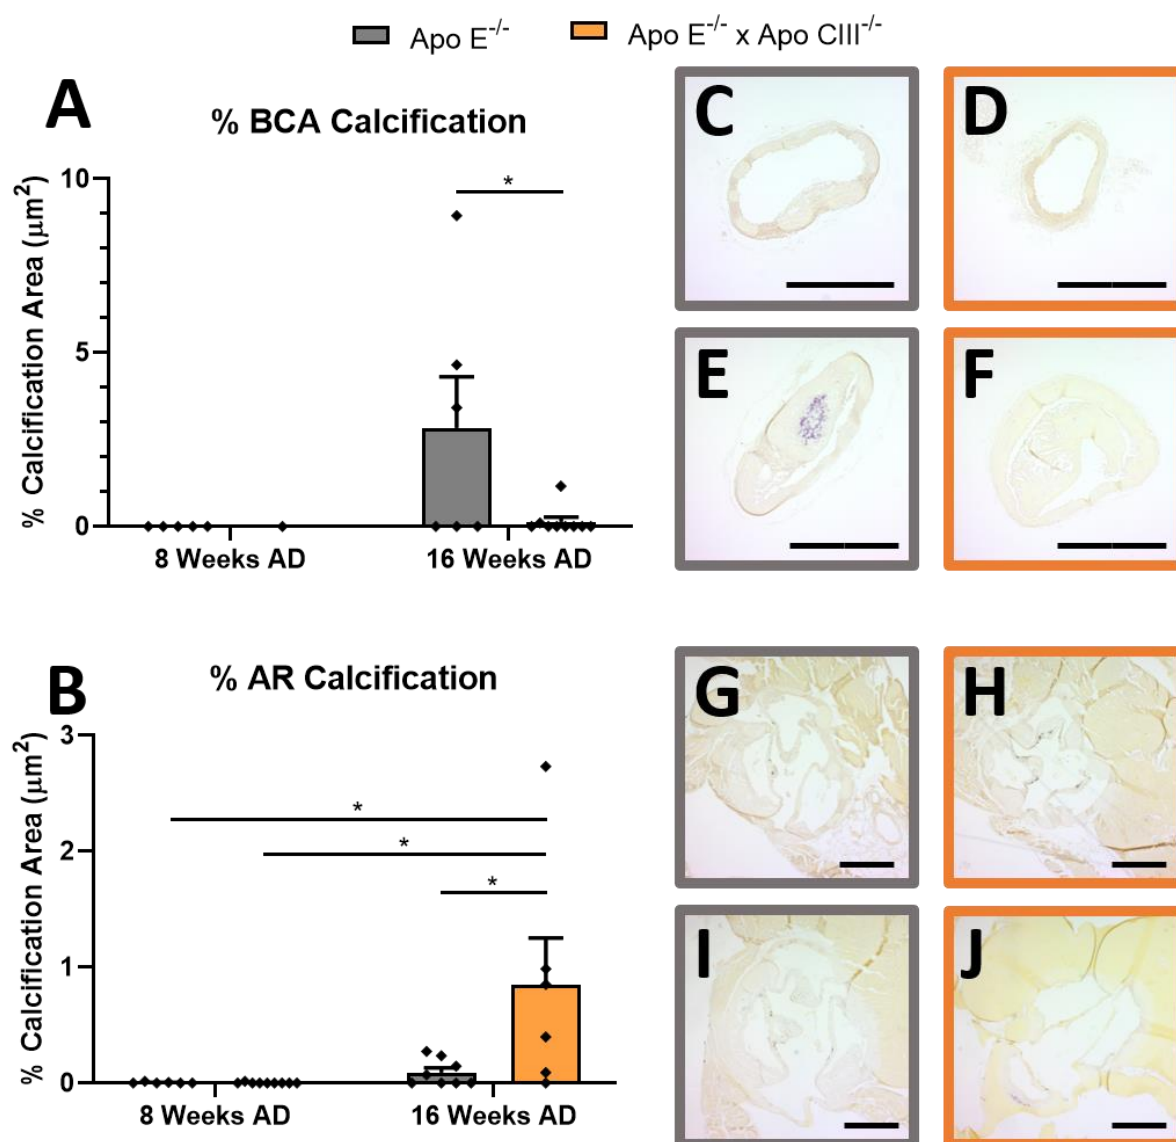 Apo E-/- Apo E-/- x Apo CIII-/-
A
% BCA Calcification
% Calcification Area (μm²)
10
5
0
*
8 Weeks AD 16 Weeks AD
C
D
E
F
B
% AR Calcification
% Calcification Area (μm²)
3
2
1
0
*
*
*
8 Weeks AD 16 Weeks AD
G
H
I
J